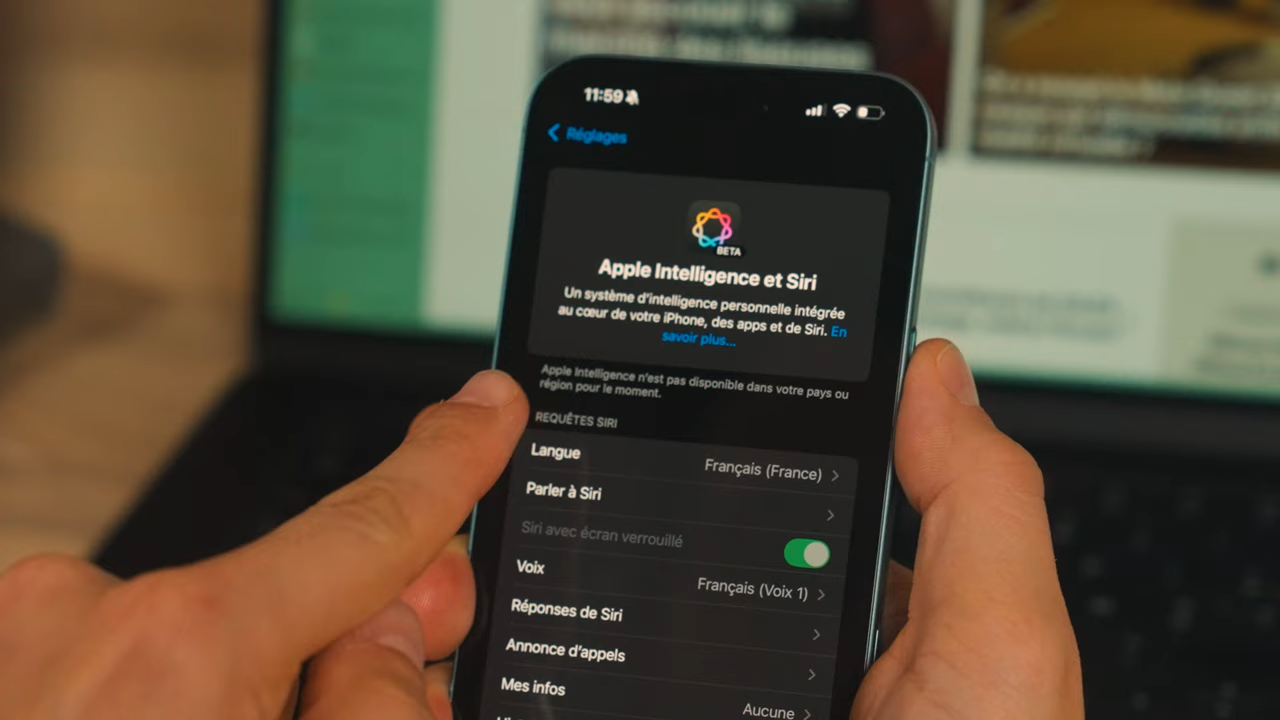 11:59
Réglages
BETA
Apple Intelligence et Siri
Un système d'intelligence personnelle intégrée
au cœur de votre iPhone, des apps et de Siri. En
savoir plus...
Apple Intelligence n'est pas disponible dans votre pays ou
région pour le moment.
REQUÊTES SIRI
Langue Français (France)
Parler à Siri
Siri avec écran verrouillé
Voix Français (Voix 1)
Réponses de Siri
Annonce d'appels
Mes infos Aucune